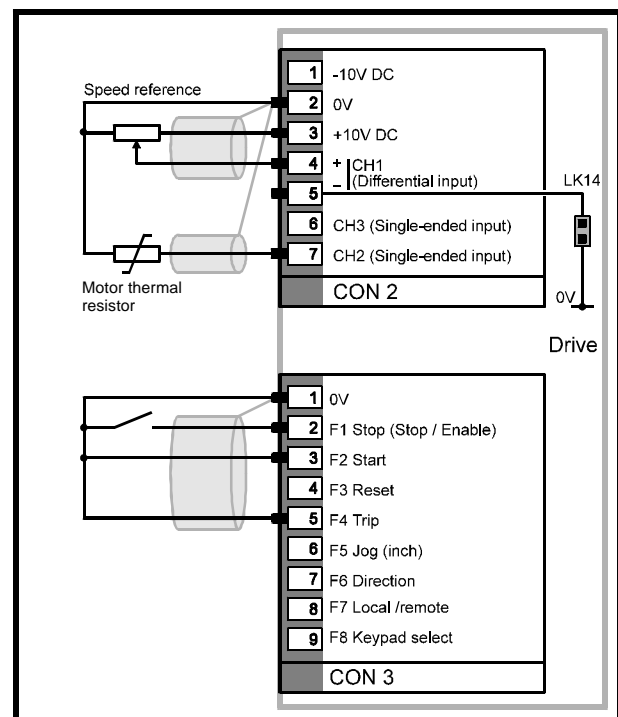 Speed reference
1 -10V DC
2 0V
3 +10V DC
4 + CH1
5 – (Differential input)
LK14
6 CH3 (Single-ended input)
7 CH2 (Single-ended input)
Motor thermal
resistor
CON 2
0V
Drive
1 0V
2 F1 Stop (Stop / Enable)
3 F2 Start
4 F3 Reset
5 F4 Trip
6 F5 Jog (inch)
7 F6 Direction
8 F7 Local /remote
9 F8 Keypad select
CON 3